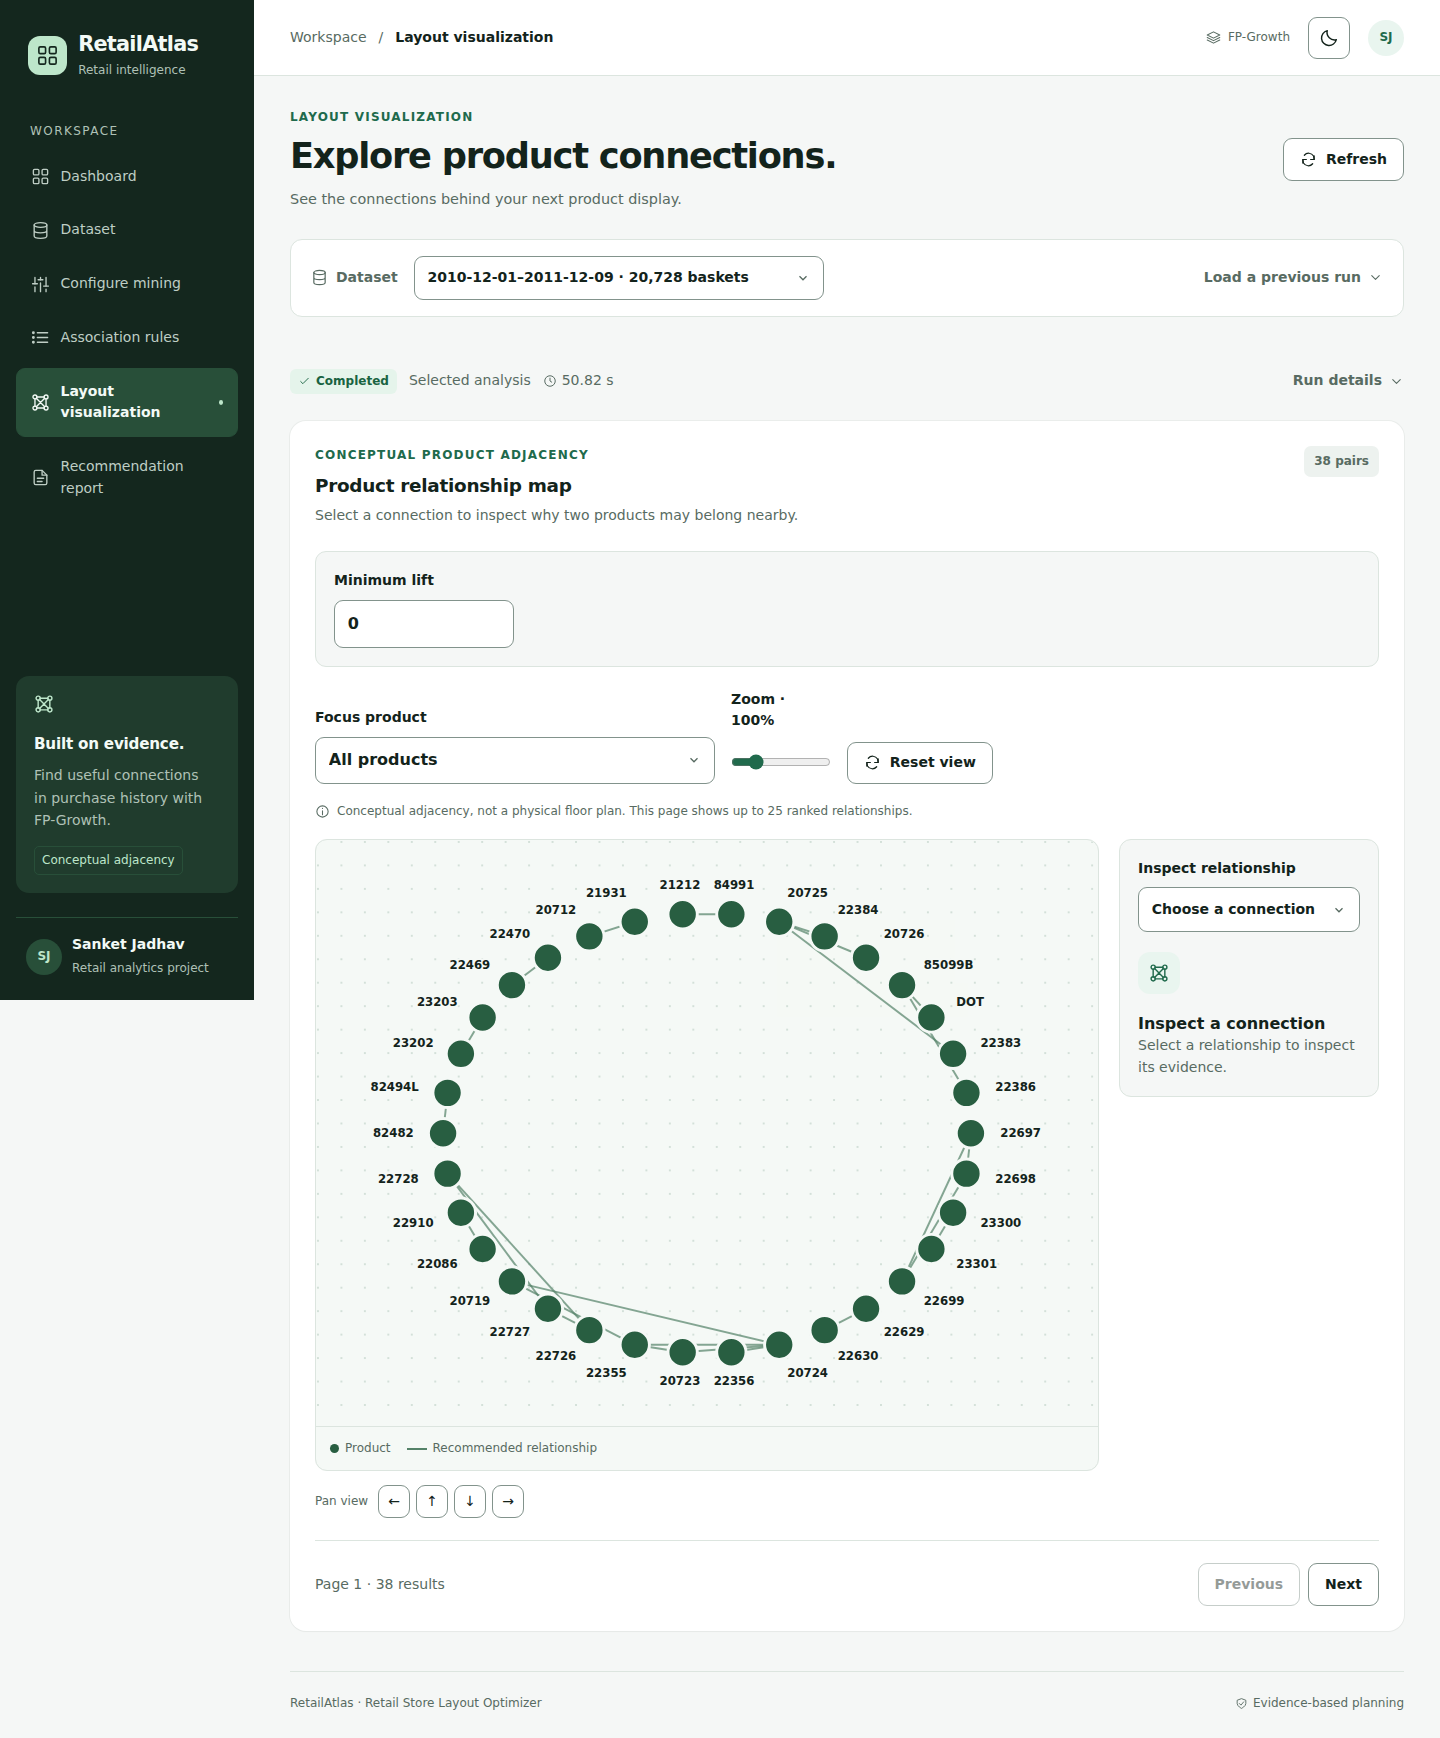 RetailAtlas
Retail intelligence
WORKSPACE
Dashboard
Dataset
Configure mining
Association rules
Layout
visualization
Recommendation
report
Built on evidence.
Find useful connections
in purchase history with
FP-Growth.
Conceptual adjacency
SJ
Sanket Jadhav
Retail analytics project
Workspace / Layout visualization
FP-Growth
SJ
LAYOUT VISUALIZATION
Explore product connections.
See the connections behind your next product display.
Refresh
Dataset
2010-12-01–2011-12-09 · 20,728 baskets
Load a previous run
Completed
Selected analysis
50.82 s
Run details
CONCEPTUAL PRODUCT ADJACENCY
38 pairs
Product relationship map
Select a connection to inspect why two products may belong nearby.
Minimum lift
0
Focus product
All products
Zoom ·
100%
Reset view
Conceptual adjacency, not a physical floor plan. This page shows up to 25 ranked relationships.
21212
84991
21931
20725
20712
22384
22470
20726
22469
85099B
23203
DOT
23202
22383
82494L
22386
82482
22697
22728
22698
22910
23300
22086
23301
20719
22699
22727
22629
22726
22630
22355
20724
20723
22356
Product
Recommended relationship
Inspect relationship
Choose a connection
Inspect a connection
Select a relationship to inspect
its evidence.
Pan view ← ↑ ↓ →
Page 1 · 38 results
Previous
Next
RetailAtlas · Retail Store Layout Optimizer
Evidence-based planning